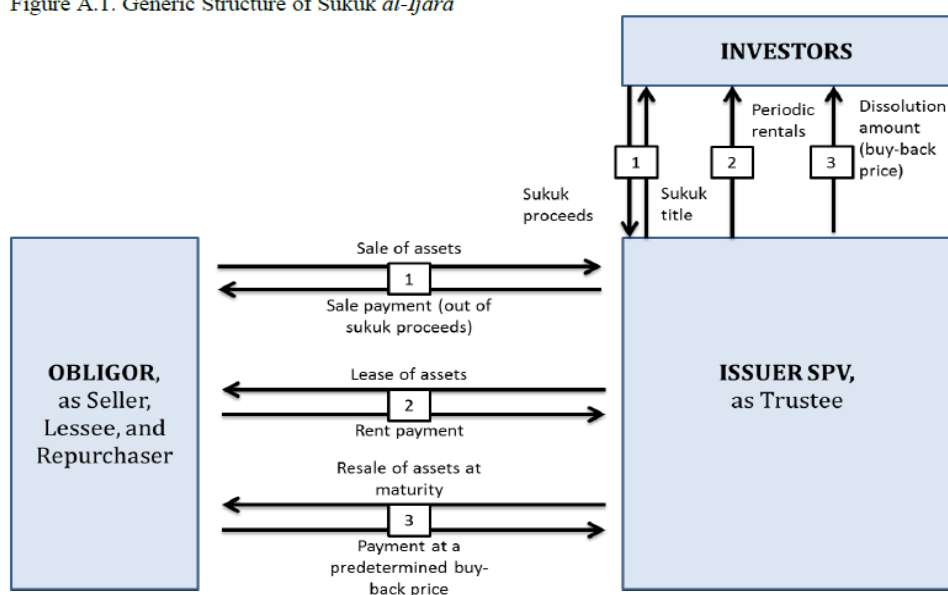 Figure A.1. Generic Structure of Sukuk al-Ijara
INVESTORS
1
2
3
Sukuk
proceeds
Sukuk
title
Periodic
rentals
Dissolution
amount
(buy-back
price)
OBLIGOR,
as Seller,
Lessee, and
Repurchaser
Sale of assets
1
Sale payment (out of
sukuk proceeds)
Lease of assets
2
Rent payment
Resale of assets at
maturity
3
Payment at a
predetermined buy-
back price
ISSUER SPV,
as Trustee